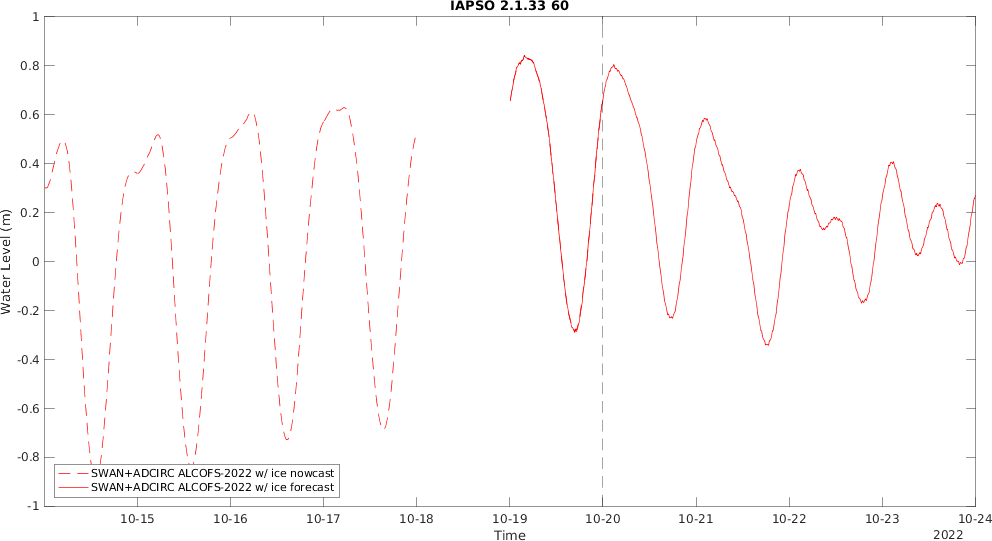 IAPSO 2.1.33 60
1
0.8
0.6
0.4
0.2
0
-0.2
-0.4
-0.6
-0.8
-1
Water Level (m)
SWAN+ADCIRC ALCOFS-2022 w/ ice nowcast
SWAN+ADCIRC ALCOFS-2022 w/ ice forecast
10-15 10-16 10-17 10-18 10-19 10-20 10-21 10-22 10-23 10-24
Time
2022